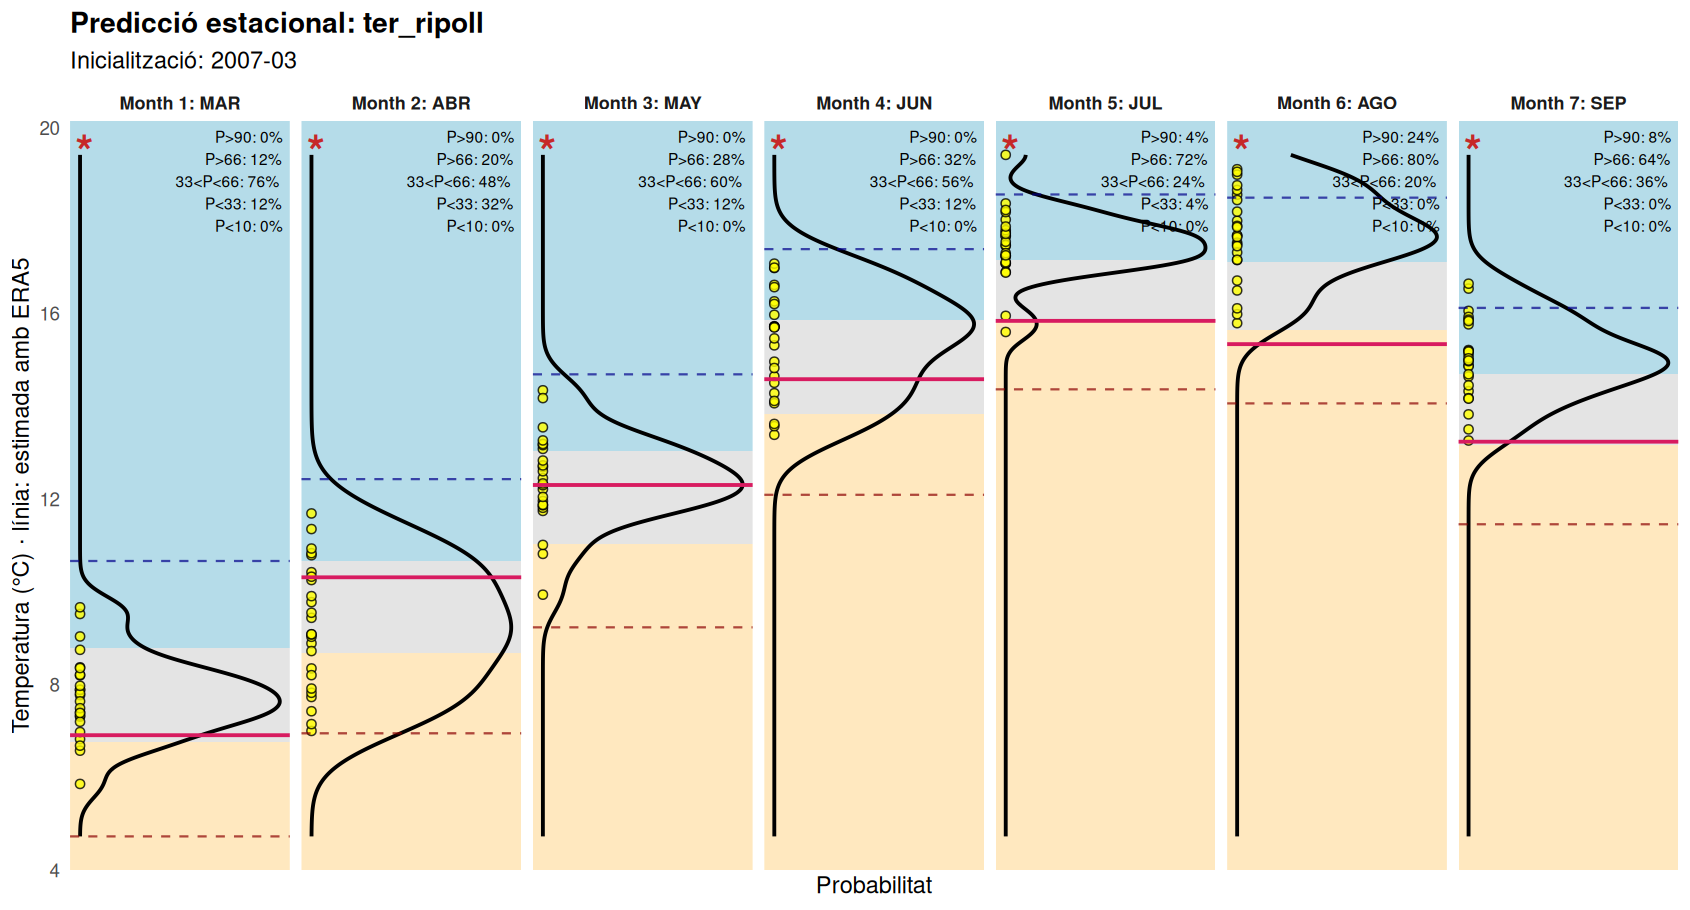 Predicció estacional: ter_ripoll
Inicialització: 2007-03
Month 1: MAR
Month 2: ABR
Month 3: MAY
Month 4: JUN
Month 5: JUL
Month 6: AGO
Month 7: SEP
*
P>90: 0%
P>66: 12%
33<P<66: 76%
P<33: 12%
P<10: 0%
*
P>90: 0%
P>66: 20%
33<P<66: 48%
P<33: 32%
P<10: 0%
*
P>90: 0%
P>66: 28%
33<P<66: 60%
P<33: 12%
P<10: 0%
*
P>90: 0%
P>66: 32%
33<P<66: 56%
P<33: 12%
P<10: 0%
*
P>90: 4%
P>66: 72%
33<P<66: 24%
P<33: 4%
P<10: 0%
*
P>90: 24%
P>66: 80%
33<P<66: 20%
P<33: 0%
P<10: 0%
*
P>90: 8%
P>66: 64%
33<P<66: 36%
P<33: 0%
P<10: 0%
20
16
12
8
4
Temperatura (°C) · línia: estimada amb ERA5
Probabilitat